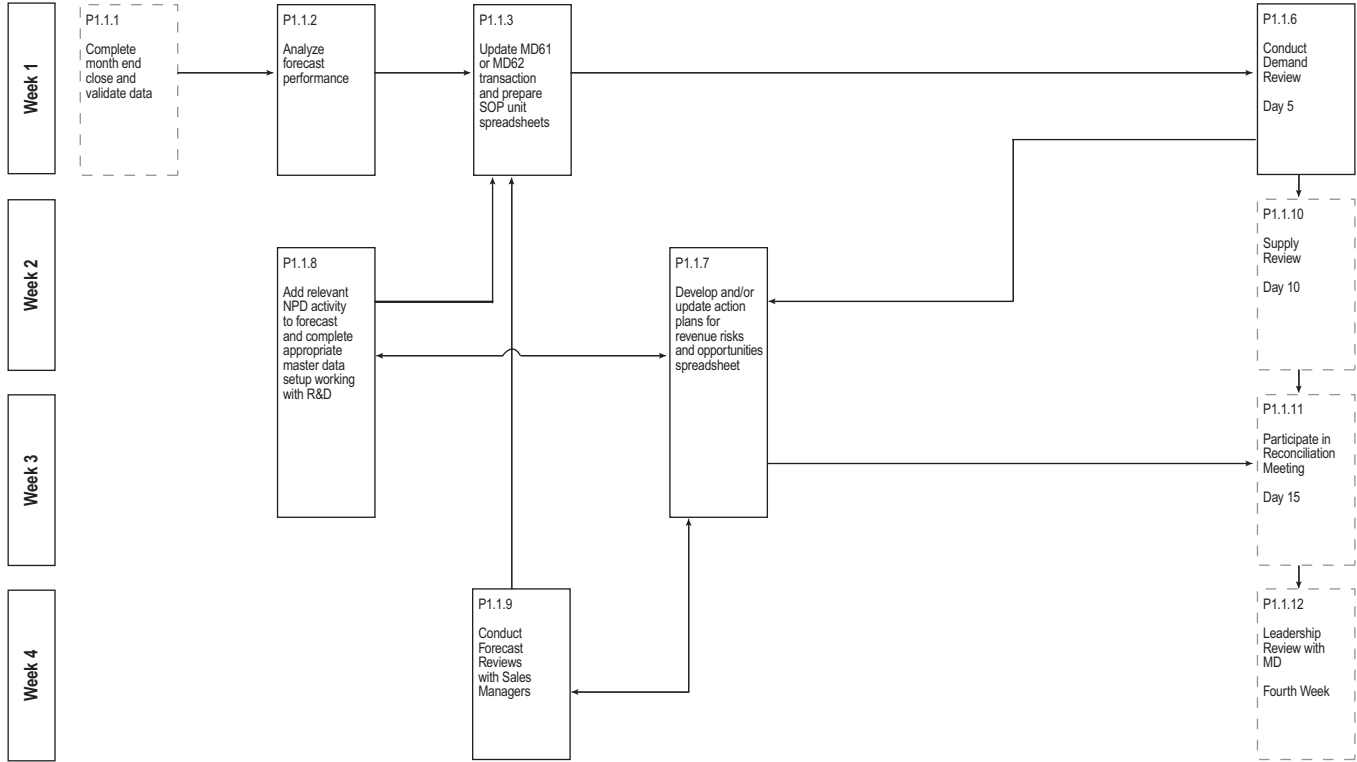 Week 1
P1.1.1
Complete
month end
close and
validate data
P1.1.2
Analyze
forecast
performance
P1.1.3
Update MD61
or MD62
transaction
and prepare
SOP unit
spreadsheets
P1.1.6
Conduct
Demand
Review
Day 5
Week 2
P1.1.8
Add relevant
NPD activity
to forecast
and complete
appropriate
master data
setup working
with R&D
P1.1.7
Develop and/or
update action
plans for
revenue risks
and opportunities
spreadsheet
P1.1.10
Supply
Review
Day 10
Week 3
P1.1.11
Participate in
Reconciliation
Meeting
Day 15
Week 4
P1.1.9
Conduct
Forecast
Reviews
with Sales
Managers
P1.1.12
Leadership
Review with
MD
Fourth Week